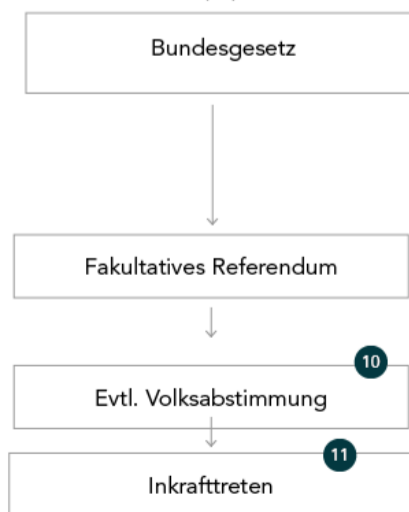 Bundesgesetz
Fakultatives Referendum
10
Evtl. Volksabstimmung
11
Inkrafttreten